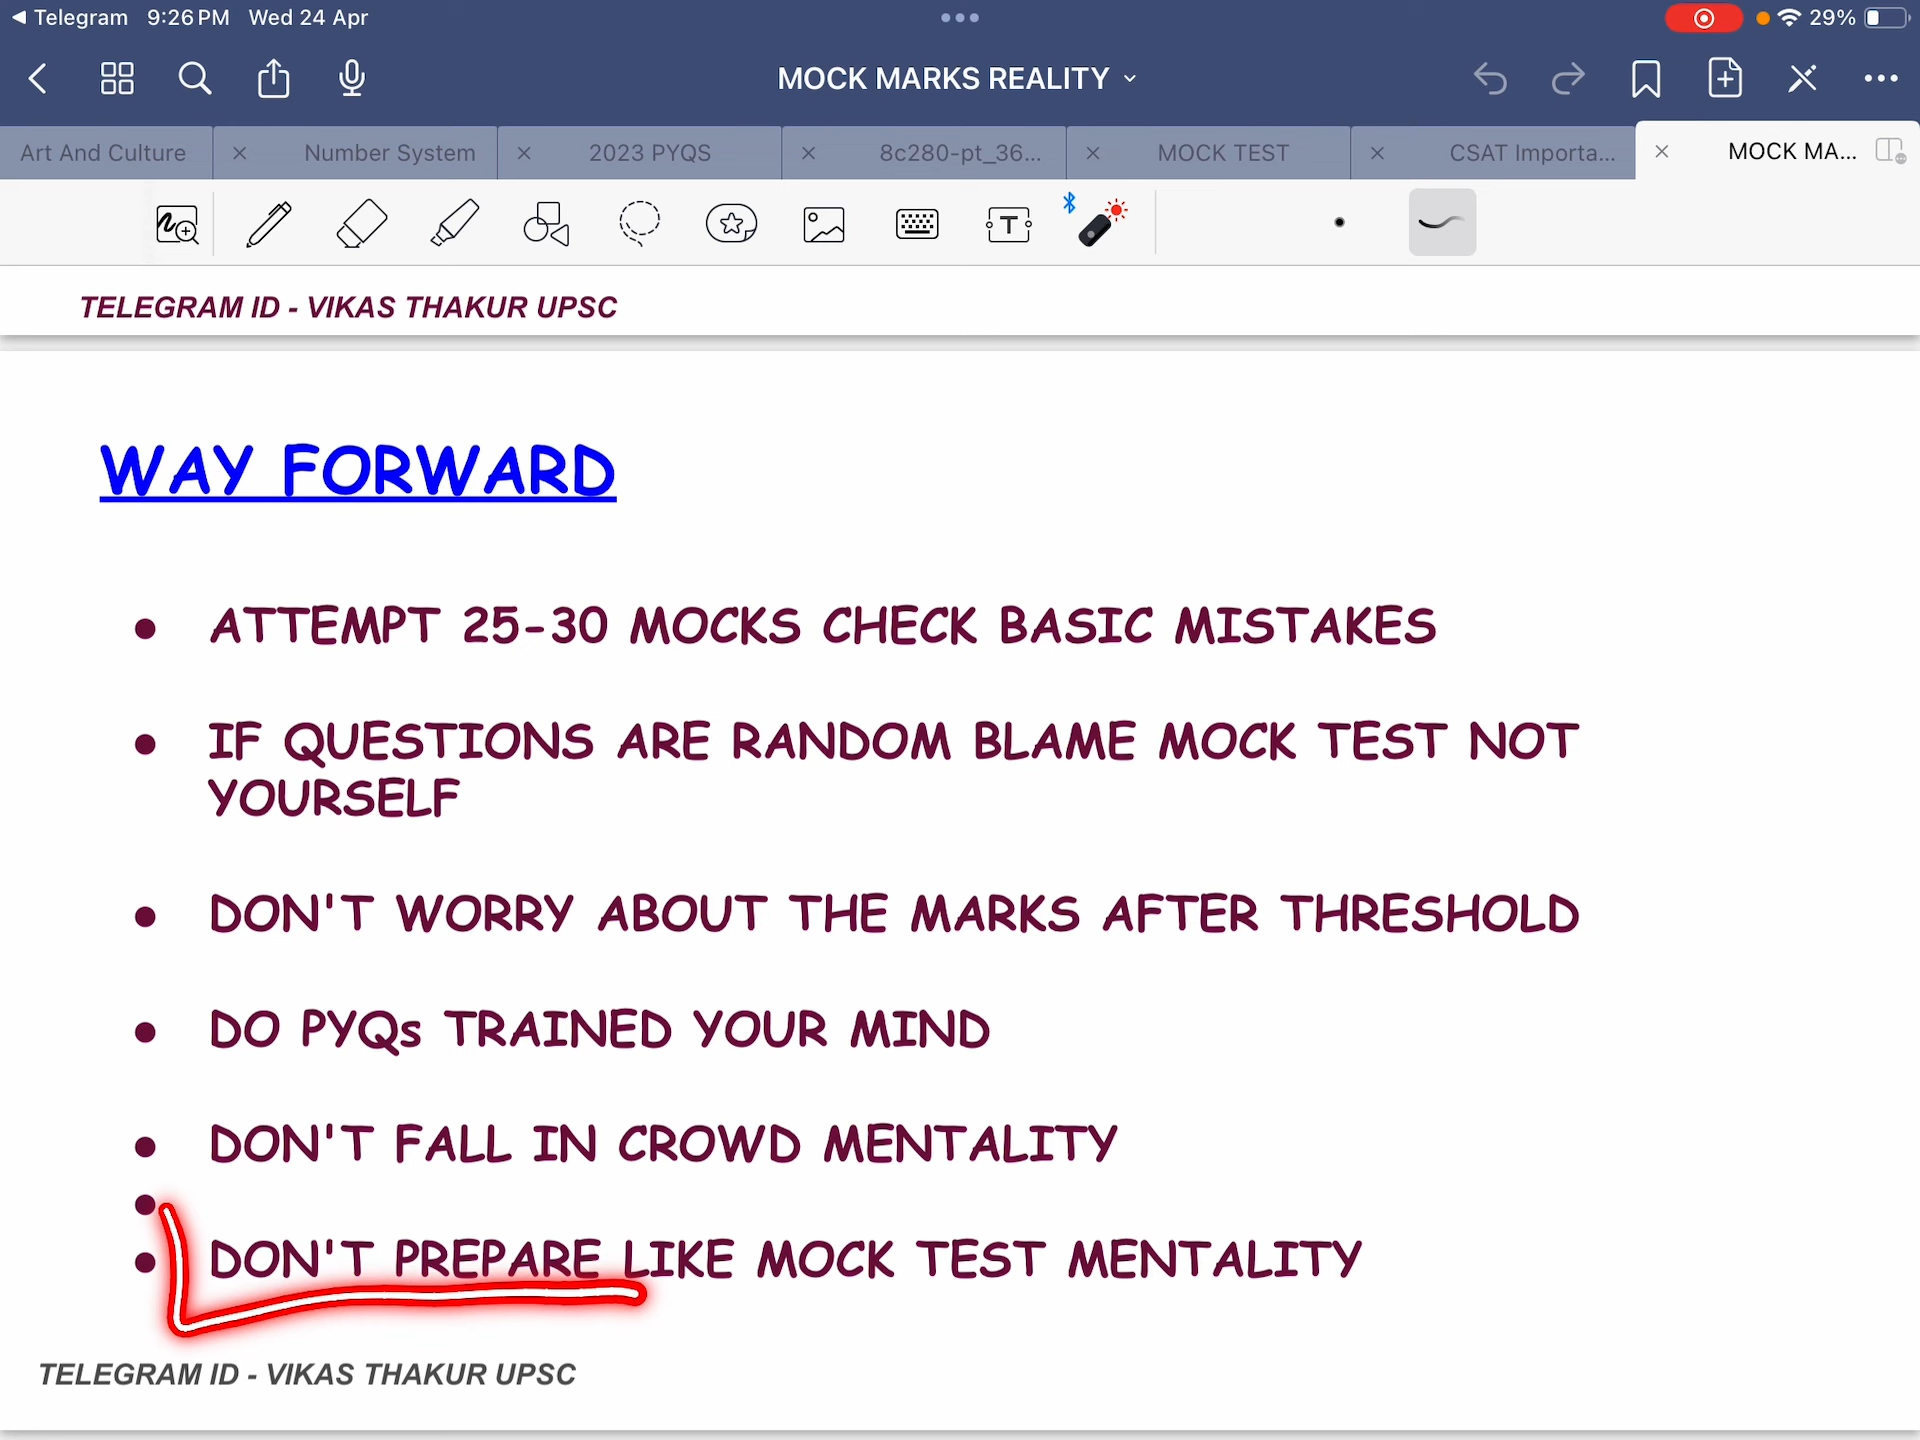 Telegram 9:26 PM Wed 24 Apr 29%
MOCK MARKS REALITY
Art And Culture Number System 2023 PYQS 8c280-pt_36... MOCK TEST CSAT Importa... MOCK MA...
T
TELEGRAM ID - VIKAS THAKUR UPSC
WAY FORWARD
• ATTEMPT 25-30 MOCKS CHECK BASIC MISTAKES
• IF QUESTIONS ARE RANDOM BLAME MOCK TEST NOT
YOURSELF
• DON'T WORRY ABOUT THE MARKS AFTER THRESHOLD
• DO PYQs TRAINED YOUR MIND
• DON'T FALL IN CROWD MENTALITY
•
• DON'T PREPARE LIKE MOCK TEST MENTALITY
TELEGRAM ID - VIKAS THAKUR UPSC